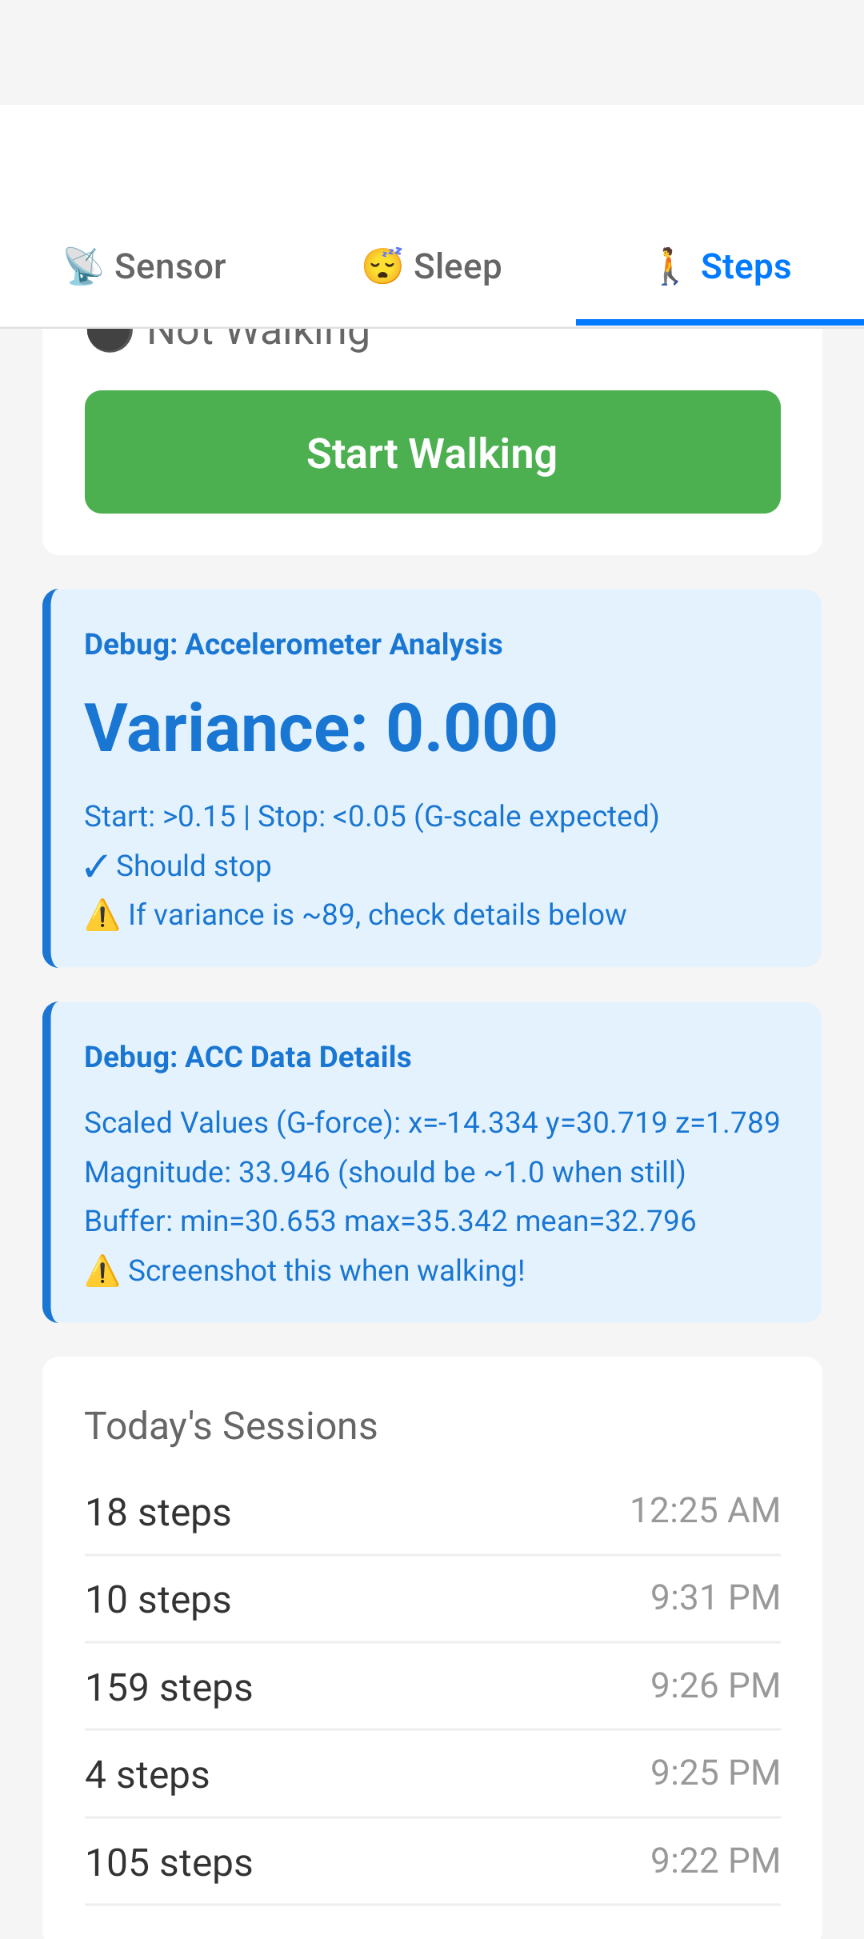 📡 Sensor
😴 Sleep
🚶 Steps
Not Walking
Start Walking
Debug: Accelerometer Analysis
Variance: 0.000
Start: >0.15 | Stop: <0.05 (G-scale expected)
✓ Should stop
⚠️ If variance is ~89, check details below
Debug: ACC Data Details
Scaled Values (G-force): x=-14.334 y=30.719 z=1.789
Magnitude: 33.946 (should be ~1.0 when still)
Buffer: min=30.653 max=35.342 mean=32.796
⚠️ Screenshot this when walking!
Today's Sessions
18 steps 12:25 AM
10 steps 9:31 PM
159 steps 9:26 PM
4 steps 9:25 PM
105 steps 9:22 PM